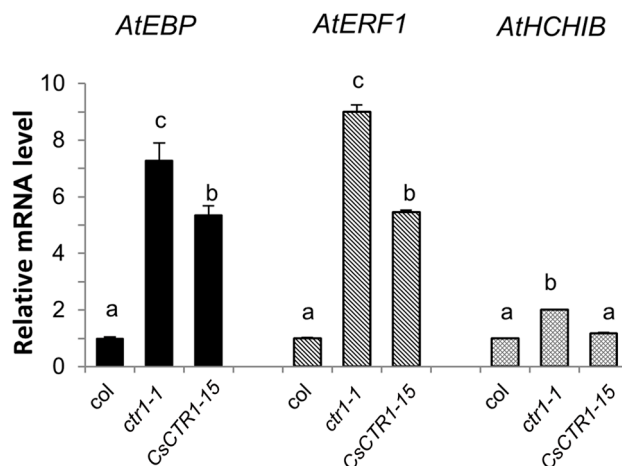 AtEBP AtERF1 AtHCHIB
Relative mRNA level
10
8
6
4
2
0
a c b
a c b
a b a
col ctr1-1 CsCTR1-15
col ctr1-1 CsCTR1-15
col ctr1-1 CsCTR1-15